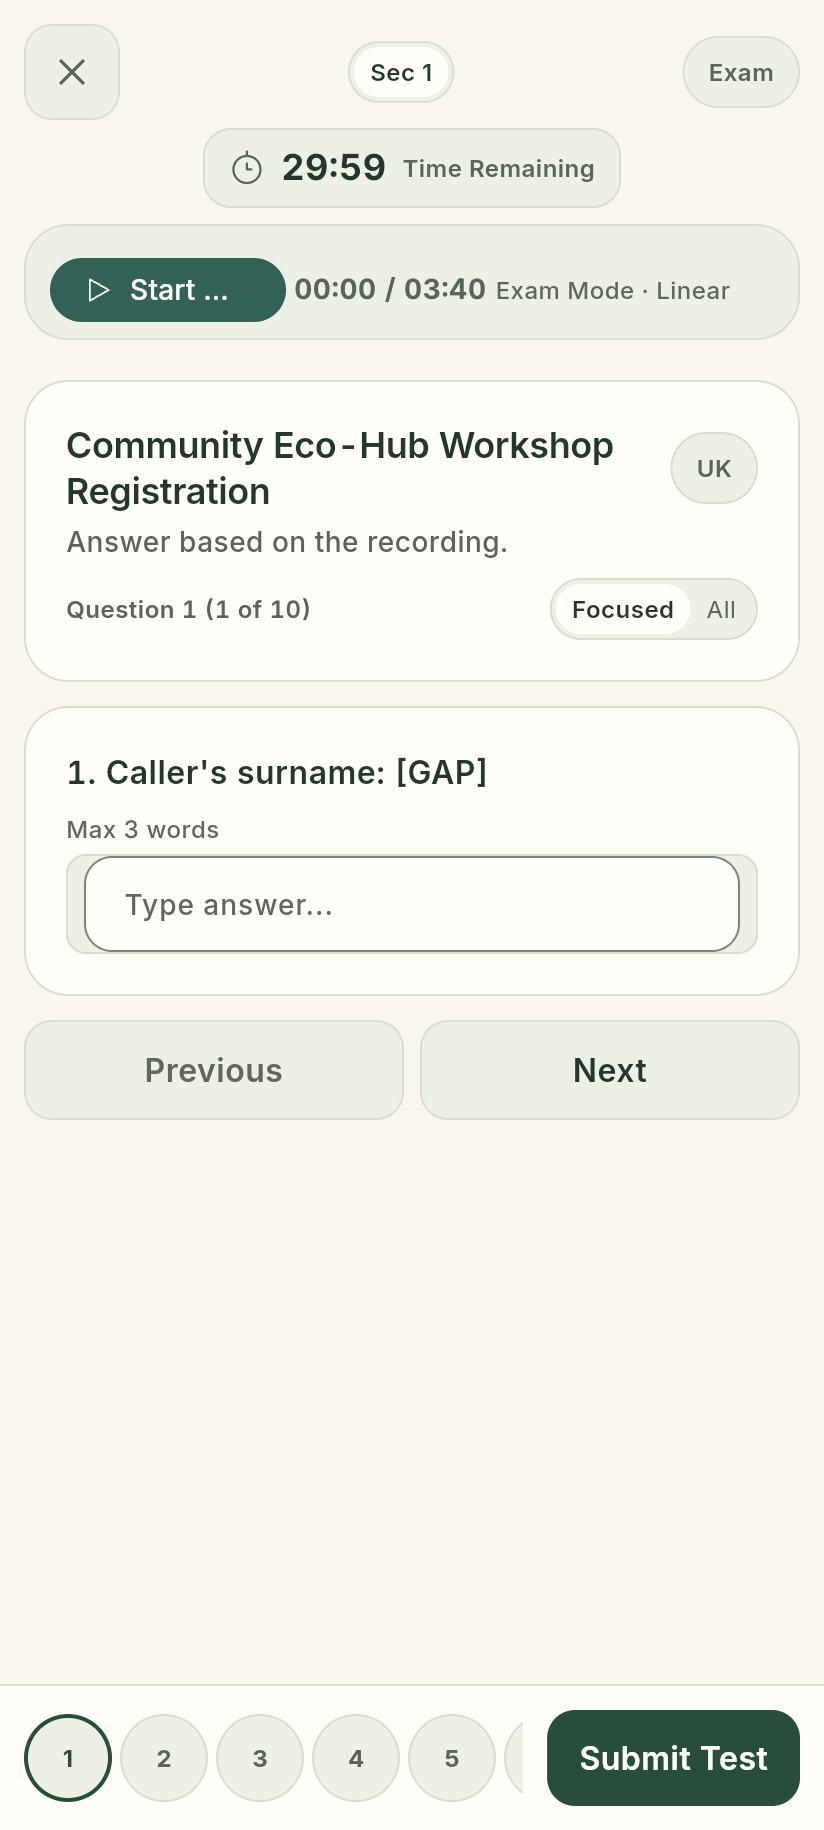 Sec 1
Exam
29:59 Time Remaining
Start ...
00:00 / 03:40 Exam Mode · Linear
Community Eco-Hub Workshop
Registration
UK
Answer based on the recording.
Question 1 (1 of 10)
Focused All
1. Caller's surname: [GAP]
Max 3 words
Type answer...
Previous
Next
1 2 3 4 5
Submit Test